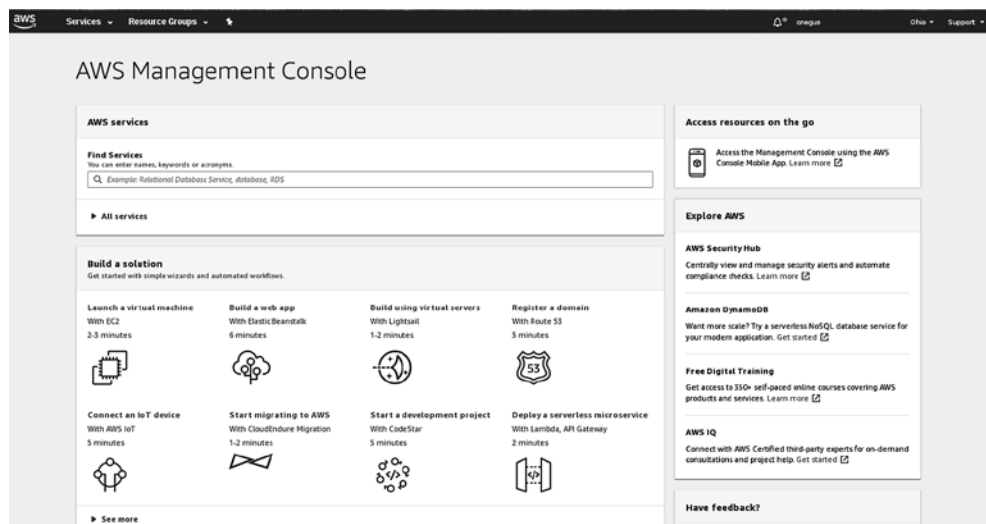 aws Services Resource Groups onegus Ohio Support
AWS Management Console
AWS services
Find Services
You can enter names, keywords or acronyms.
Example: Relational Database Service, database, RDS
All services
Build a solution
Get started with simple wizards and automated workflows.
Launch a virtual machine
With EC2
2-3 minutes
Build a web app
With Elastic Beanstalk
6 minutes
Build using virtual servers
With Lightsail
1-2 minutes
Register a domain
With Route 53
3 minutes
53
Connect an IoT device
With AWS IoT
5 minutes
Start migrating to AWS
With CloudEndure Migration
1-2 minutes
Start a development project
With CodeStar
5 minutes
</>
Deploy a serverless microservice
With Lambda, API Gateway
2 minutes
</>
See more
Access resources on the go
Access the Management Console using the AWS
Console Mobile App. Learn more
Explore AWS
AWS Security Hub
Centrally view and manage security alerts and automate
compliance checks. Learn more
Amazon DynamoDB
Want more scale? Try a serverless NoSQL database service for
your modern application. Get started
Free Digital Training
Get access to 350+ self-paced online courses covering AWS
products and services. Learn more
AWS IQ
Connect with AWS Certified third-party experts for on-demand
consultations and project help. Get started
Have feedback?